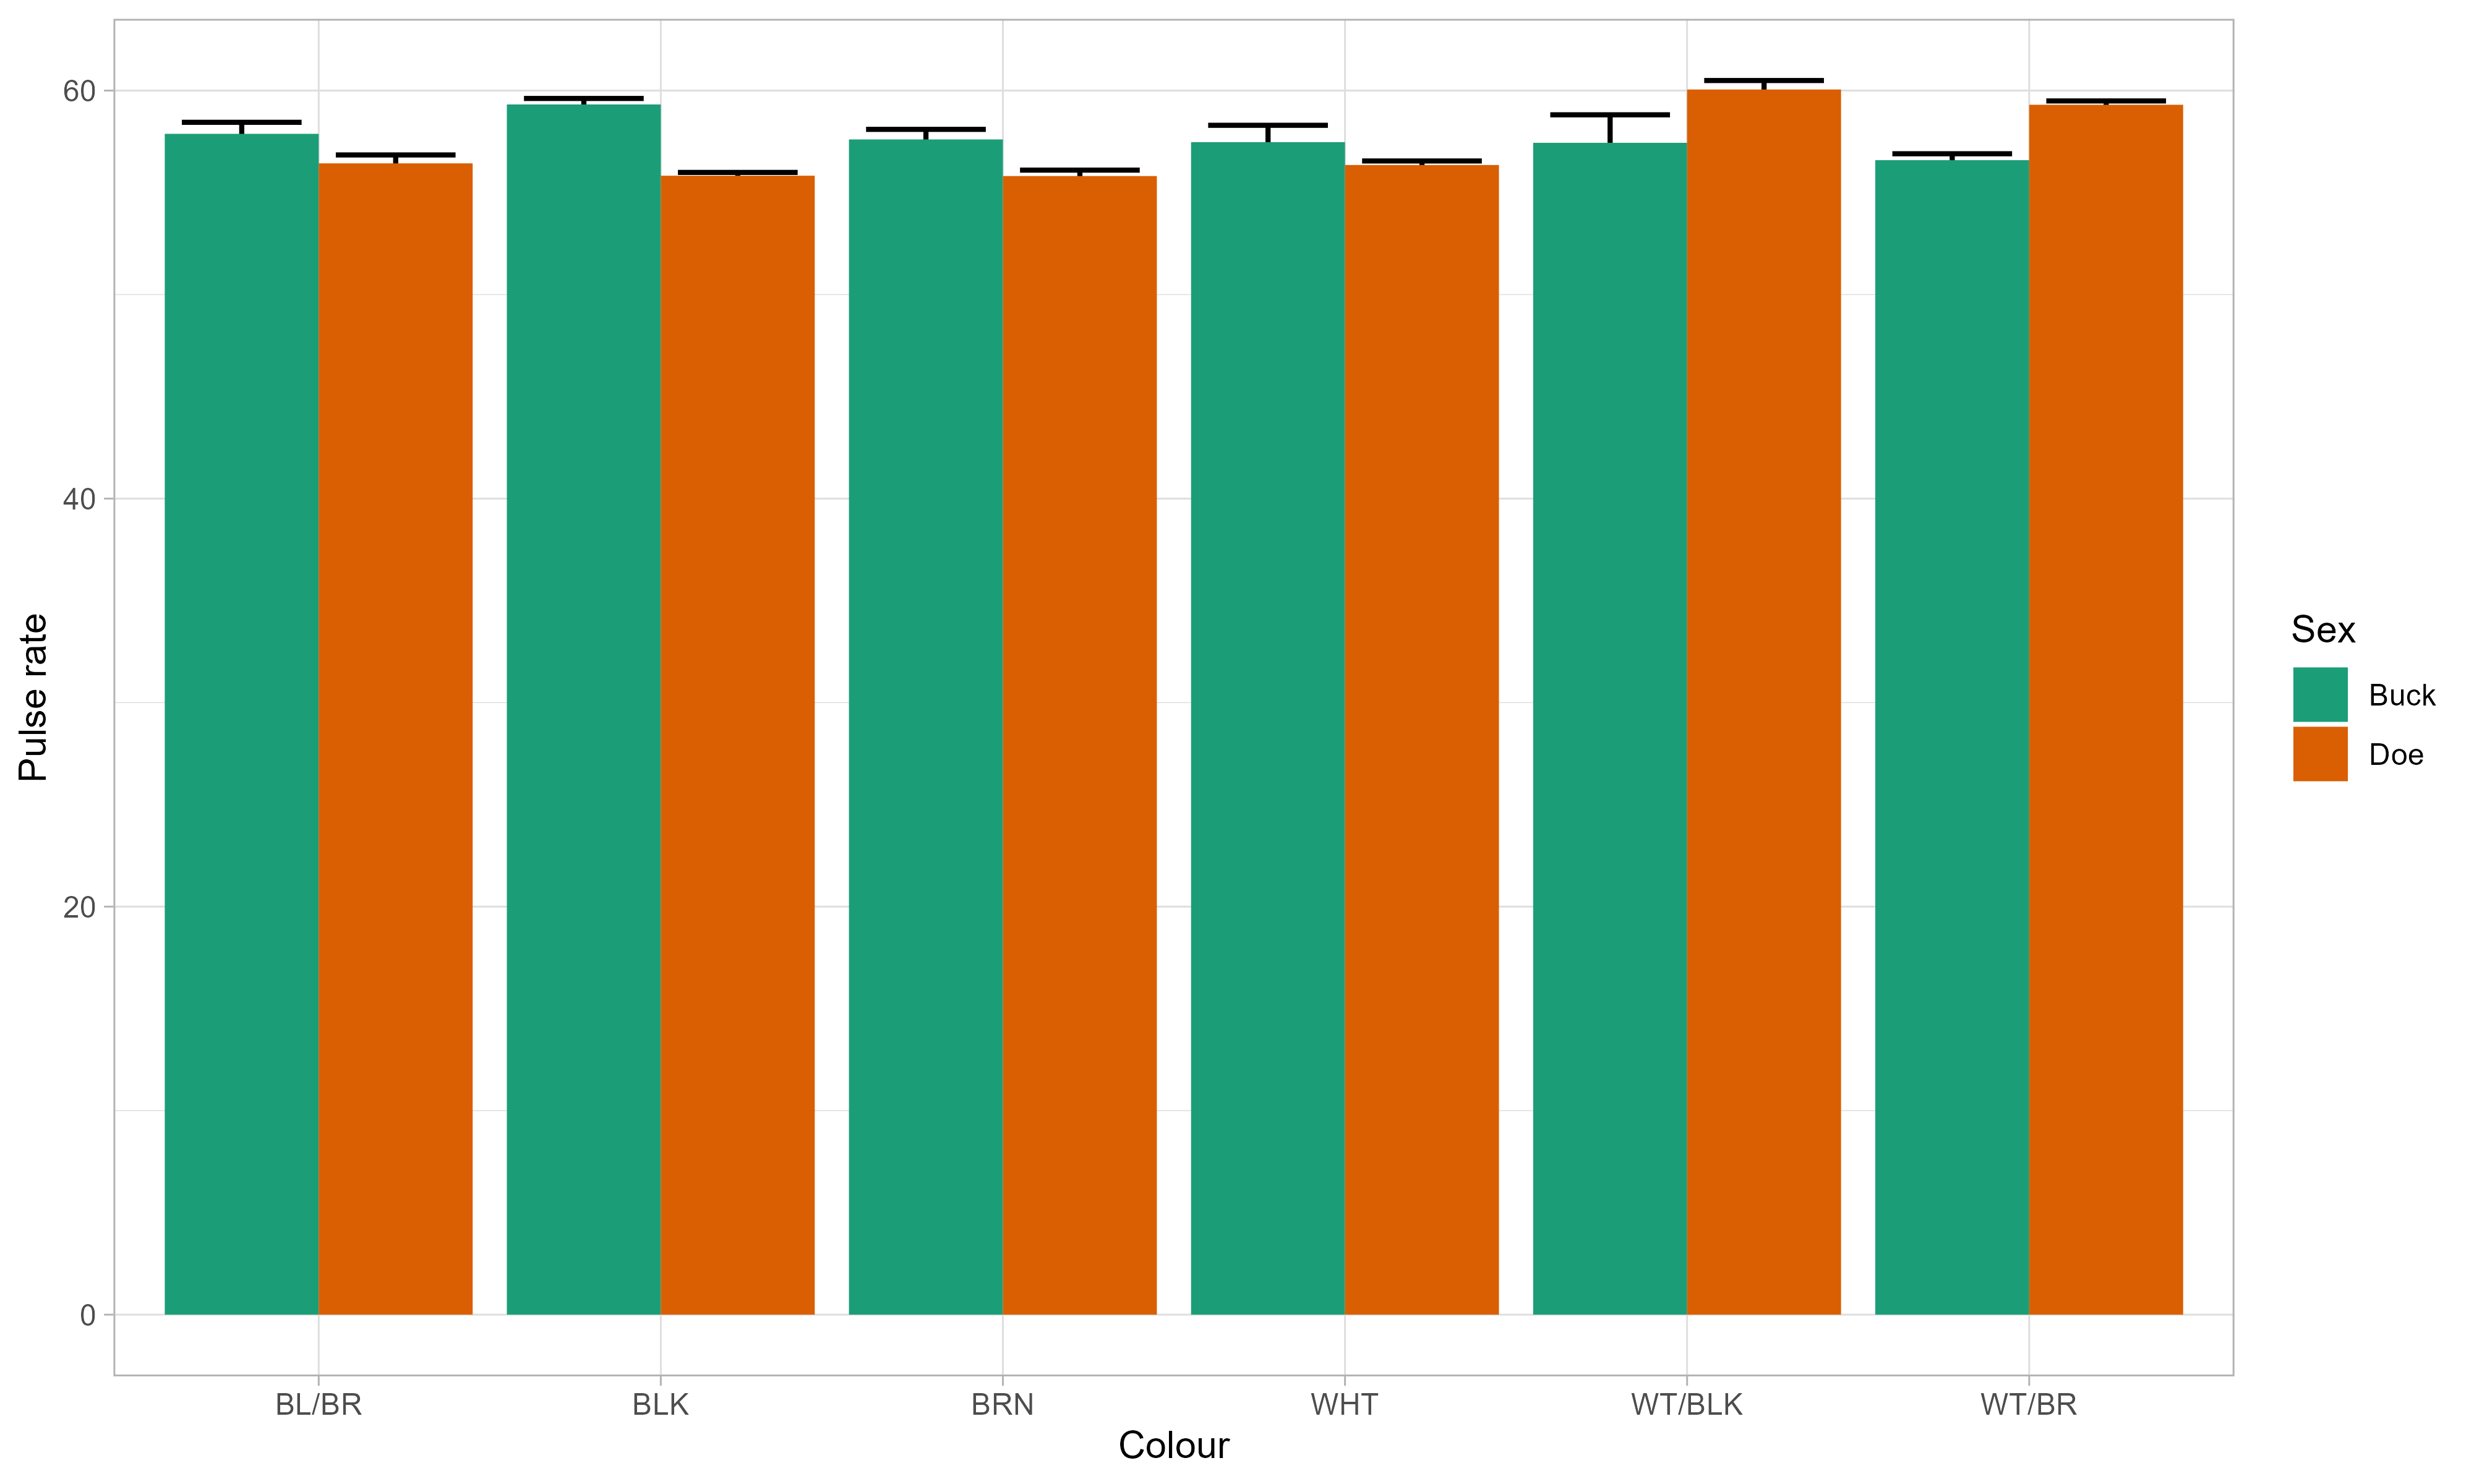 60
40
20
0
Pulse rate
BL/BR
BLK
BRN
WHT
WT/BLK
WT/BR
Colour
Sex
Buck
Doe